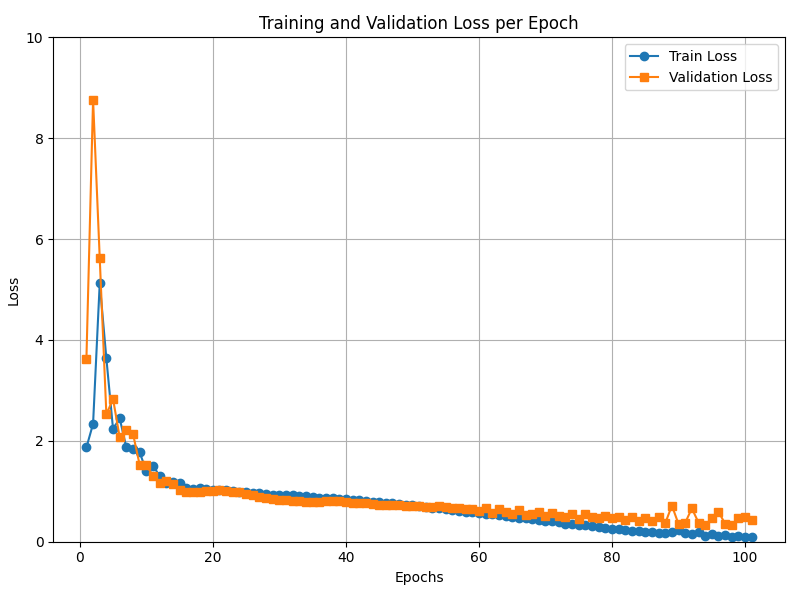 Training and Validation Loss per Epoch
Train Loss
Validation Loss
Loss
10
8
6
4
2
0
0 20 40 60 80 100
Epochs